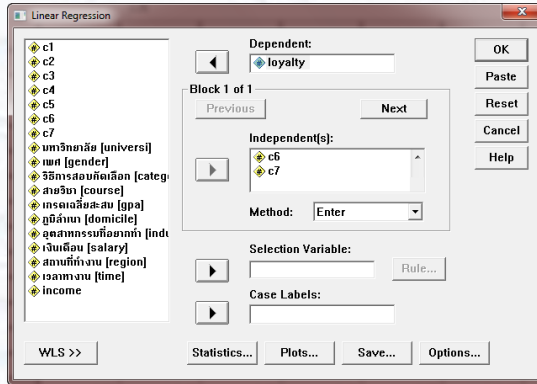 Linear Regression
c1
c2
c3
c4
c5
c6
c7
มหาวิทยาลัย [universi]
เพศ [gender]
วิธีการสอบคัดเลือก [categ
สายวิชา [course]
เกรดเฉลี่ยสะสม [gpa]
ภูมิลำเนา [domicile]
อุตสาหกรรมที่อยากทำ [indu
เงินเดือน [salary]
สถานที่ทำงาน [region]
เวลาทางาน [time]
income
WLS >>
Dependent:
loyalty
Block 1 of 1
Previous
Next
Independent(s):
c6
c7
Method:
Enter
Selection Variable:
Rule...
Case Labels:
Statistics...
Plots...
Save...
Options...
OK
Paste
Reset
Cancel
Help